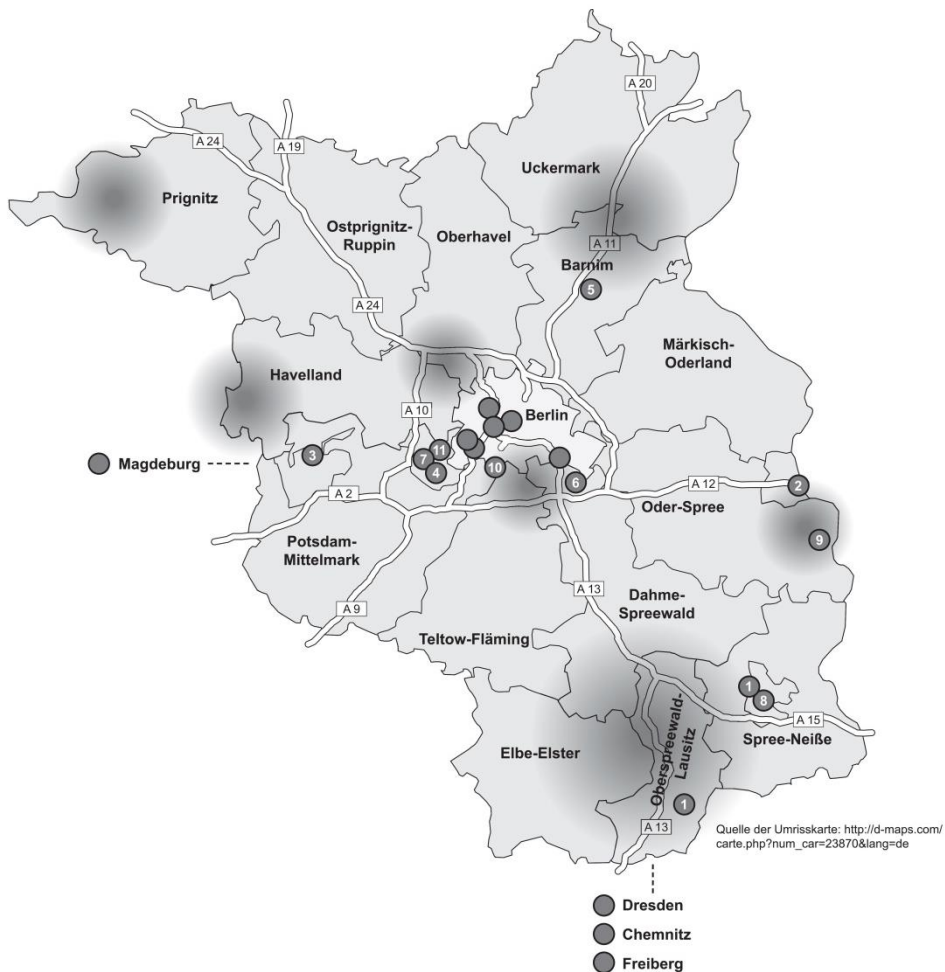 A 20
A 24
A 19
Uckermark
Prignitz
Ostprignitz-
Ruppin
Oberhavel
A 11
Barnim
5
A 24
Märkisch-
Oderland
Havelland
A 10
Berlin
Magdeburg
3
11
7
4
10
6
A 12
2
A 2
Oder-Spree
Potsdam-
Mittelmark
9
A 13
Dahme-
Spreewald
A 9
Teltow-Fläming
1
8
A 15
Spree-Neiße
Elbe-Elster
Oberspreewald-
Lausitz
1
A 13
Quelle der Umrisskarte: http://d-maps.com/
carte.php?num_car=23870&lang=de
Dresden
Chemnitz
Freiberg